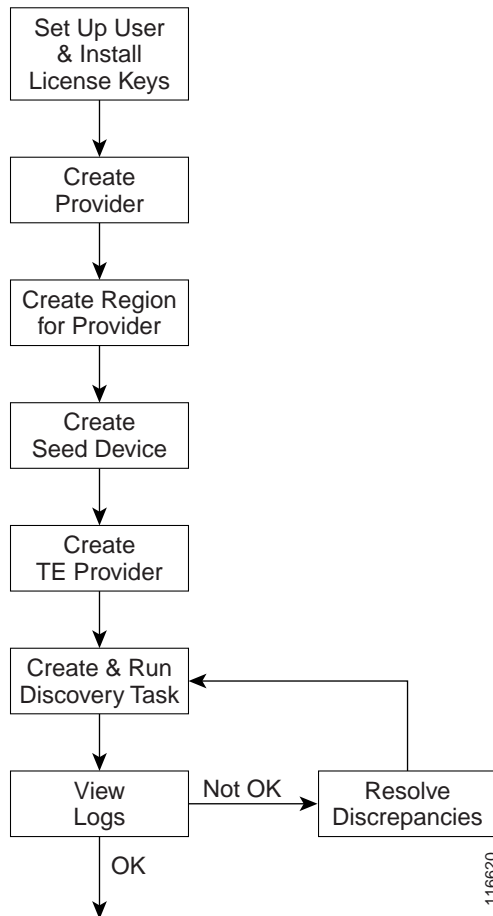 Set Up User
& Install
License Keys
Create
Provider
Create Region
for Provider
Create
Seed Device
Create
TE Provider
Create & Run
Discovery Task
View
Logs
Not OK
Resolve
Discrepancies
OK
116620